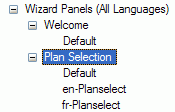 Wizard Panels (All Languages)
Welcome
Default
Plan Selection
Default
en-Planselect
fr-Planselect